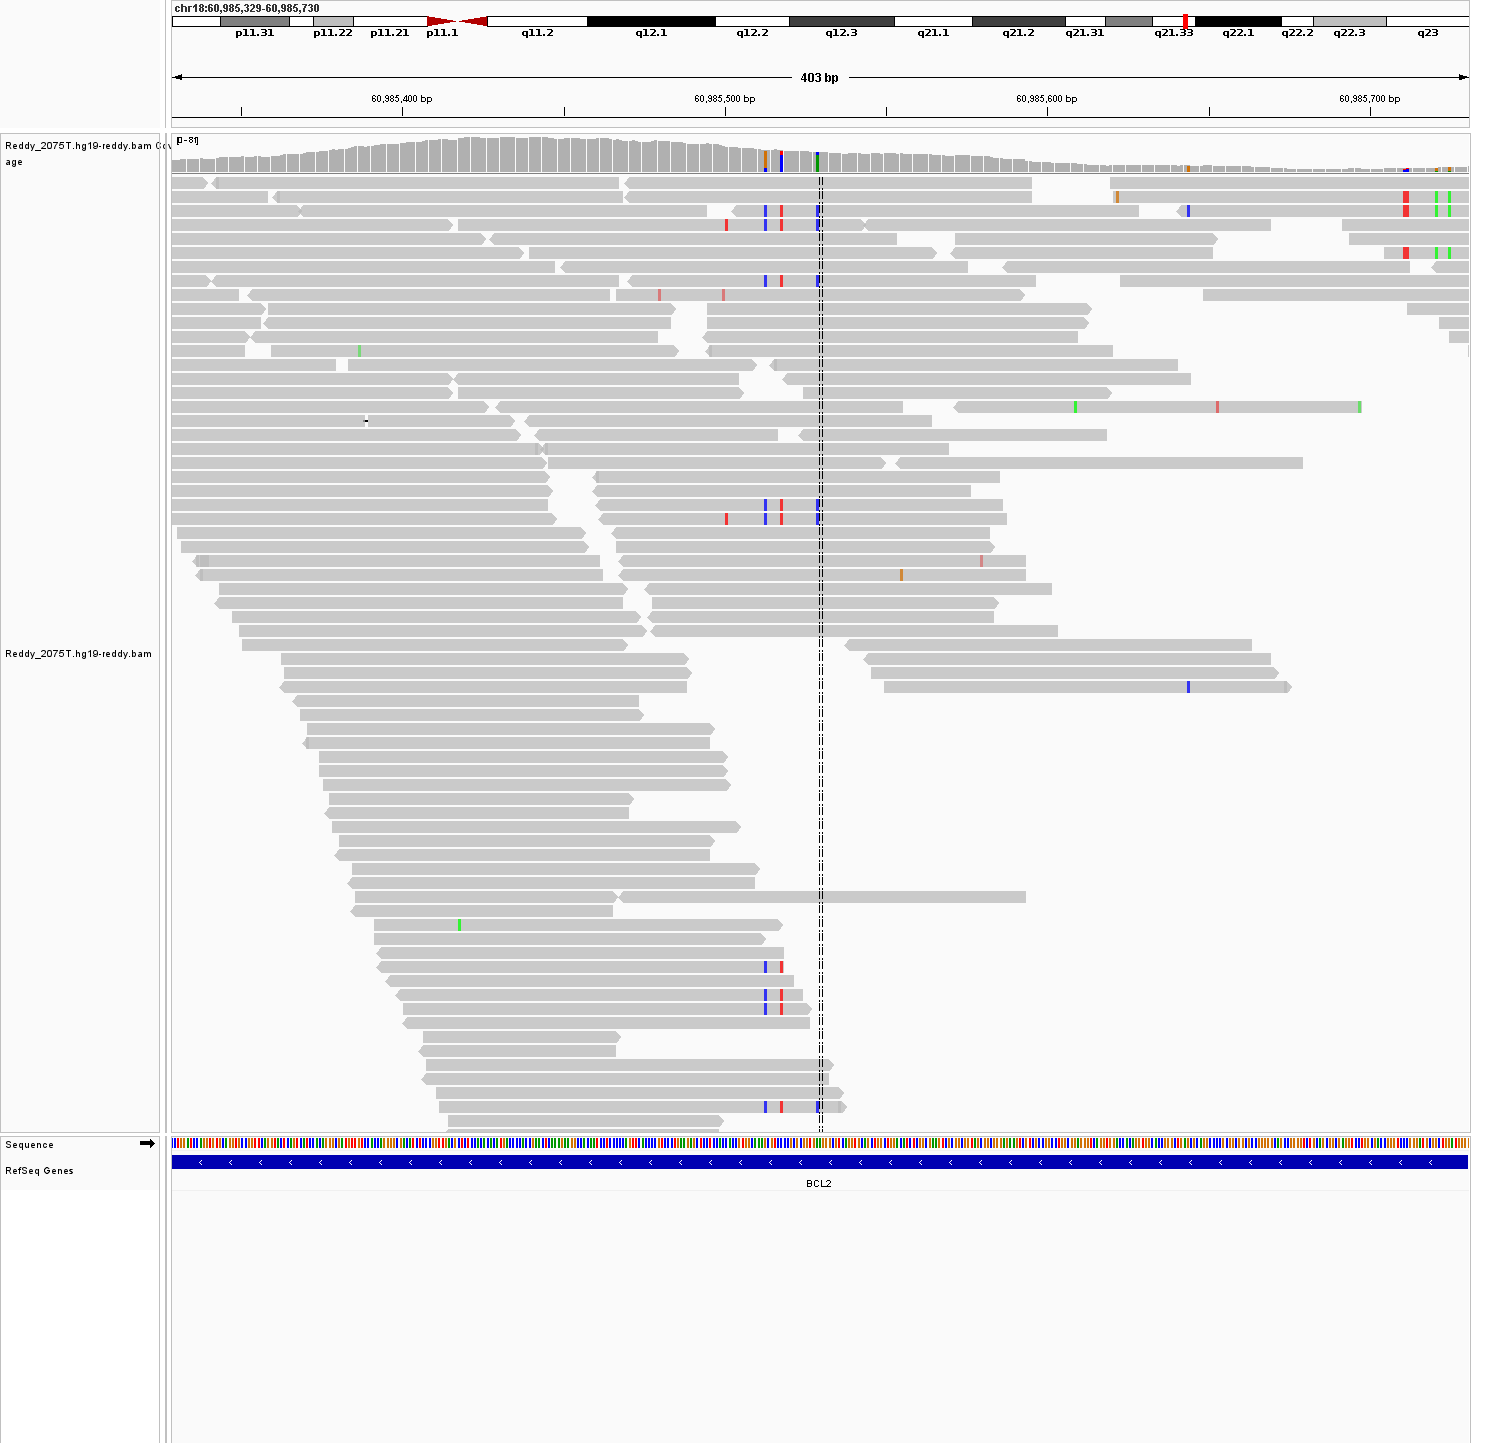 chr18:60,985,329-60,985,730
p11.31 p11.22 p11.21 p11.1 q11.2 q12.1 q12.2 q12.3 q21.1 q21.2 q21.31 q21.33 q22.1 q22.2 q22.3 q23
403 bp
60,985,400 bp 60,985,500 bp 60,985,600 bp 60,985,700 bp
Reddy_2075T.hg19-reddy.bam Cov
age
[0-81]
Reddy_2075T.hg19-reddy.bam
Sequence
RefSeq Genes
BCL2